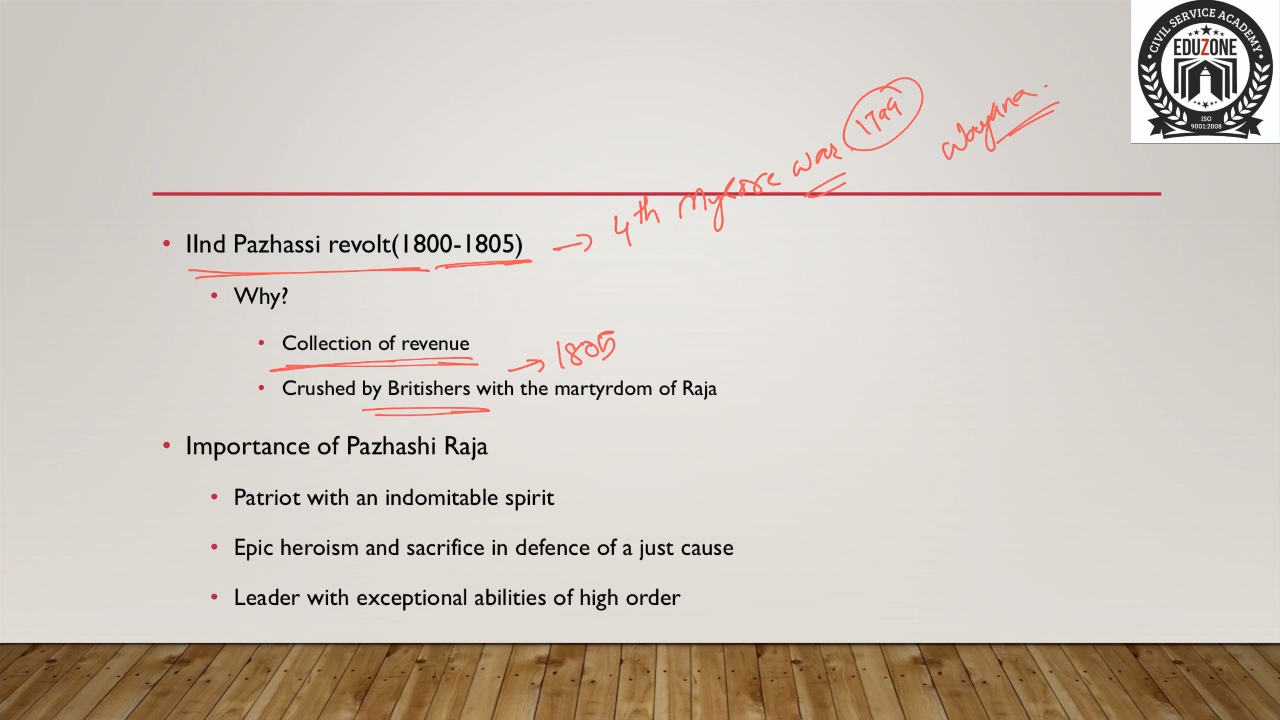 CIVIL SERVICE ACADEMY
EDUZONE
ISO
9001:2008
4th Mysore war 1799
Wayana.
• IInd Pazhassi revolt(1800-1805) →
• Why?
• Collection of revenue
→ 1805
• Crushed by Britishers with the martyrdom of Raja
• Importance of Pazhashi Raja
• Patriot with an indomitable spirit
• Epic heroism and sacrifice in defence of a just cause
• Leader with exceptional abilities of high order